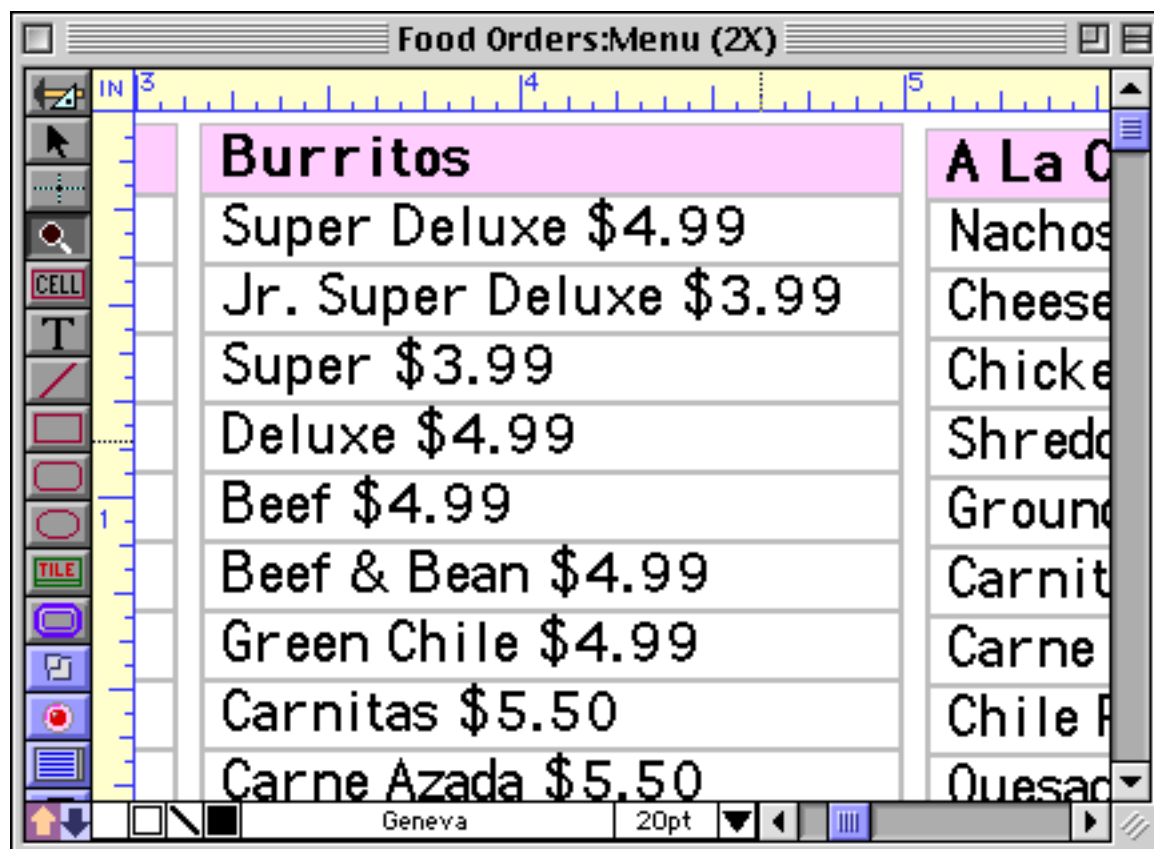 Food Orders:Menu (2X)
IN 3 4 5
CELL
T
TILE
1
Burritos
Super Deluxe $4.99
Jr. Super Deluxe $3.99
Super $3.99
Deluxe $4.99
Beef $4.99
Beef & Bean $4.99
Green Chile $4.99
Carnitas $5.50
Carne Azada $5.50
A La C
Nachos
Cheese
Chicke
Shredd
Ground
Carnit
Carne
Chile
Quesad
Geneva 20pt